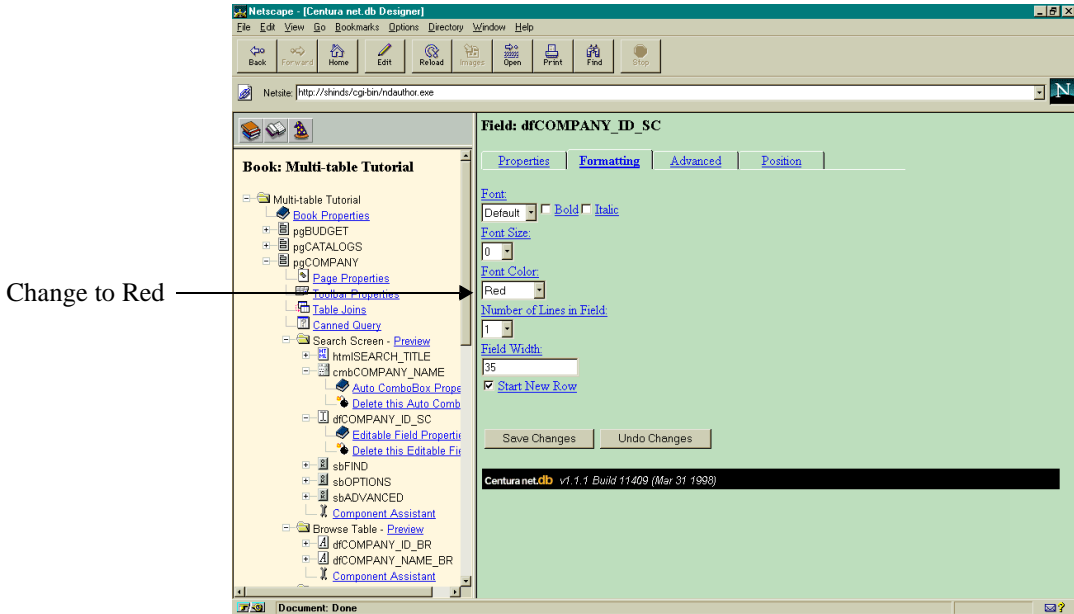 Netscape - [Centura net.db Designer]
File Edit View Go Bookmarks Options Directory Window Help
Back Forward Home Edit Reload Images Open Print Find Stop
Netsite: http://shinds/cgi-bin/ndauthor.exe
N
Book: Multi-table Tutorial
Multi-table Tutorial
Book Properties
pgBUDGET
pgCATALOGS
pgCOMPANY
Page Properties
Toolbar Properties
Table Joins
Canned Query
Search Screen - Preview
htmlSEARCH_TITLE
cmbCOMPANY_NAME
Auto ComboBox Prope
Delete this Auto Comb
dfCOMPANY_ID_SC
Editable Field Propertie
Delete this Editable Fie
sbFIND
sbOPTIONS
sbADVANCED
Component Assistant
Browse Table - Preview
dfCOMPANY_ID_BR
dfCOMPANY_NAME_BR
Component Assistant
Field: dfCOMPANY_ID_SC
Properties Formatting Advanced Position
Font:
Default Bold Italic
Font Size:
0
Font Color:
Red
Number of Lines in Field:
1
Field Width:
35
Start New Row
Save Changes Undo Changes
Centura net.db v1.1.1 Build 11409 (Mar 31 1998)
Change to Red
Document: Done